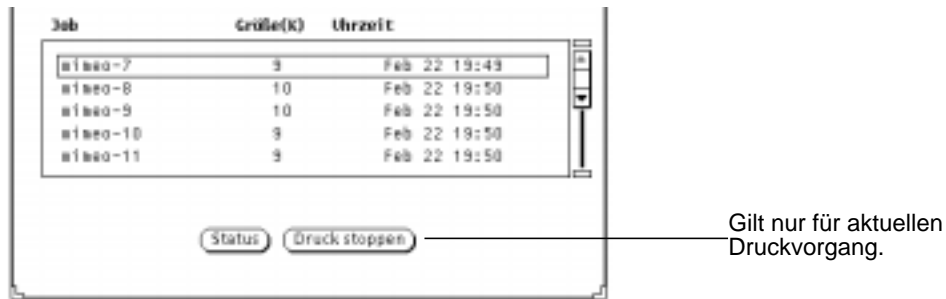 Job Größe(K) Uhrzeit
mimeo-7 9 Feb 22 19:49
mimeo-8 10 Feb 22 19:50
mimeo-9 10 Feb 22 19:50
mimeo-10 9 Feb 22 19:50
mimeo-11 9 Feb 22 19:50
Status Druck stoppen
Gilt nur für aktuellen
Druckvorgang.